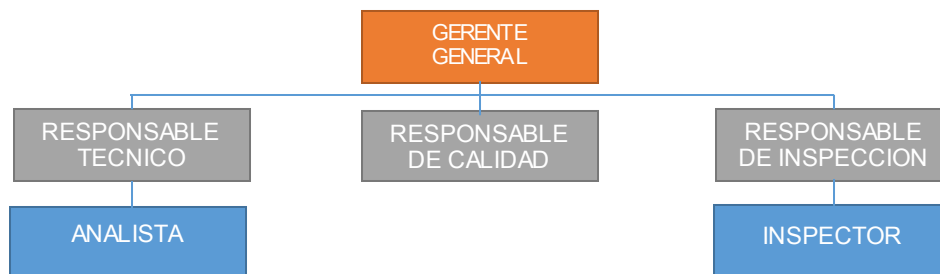 GERENTE
GENERAL
RESPONSABLE
TECNICO
RESPONSABLE
DE CALIDAD
RESPONSABLE
DE INSPECCION
ANALISTA
INSPECTOR